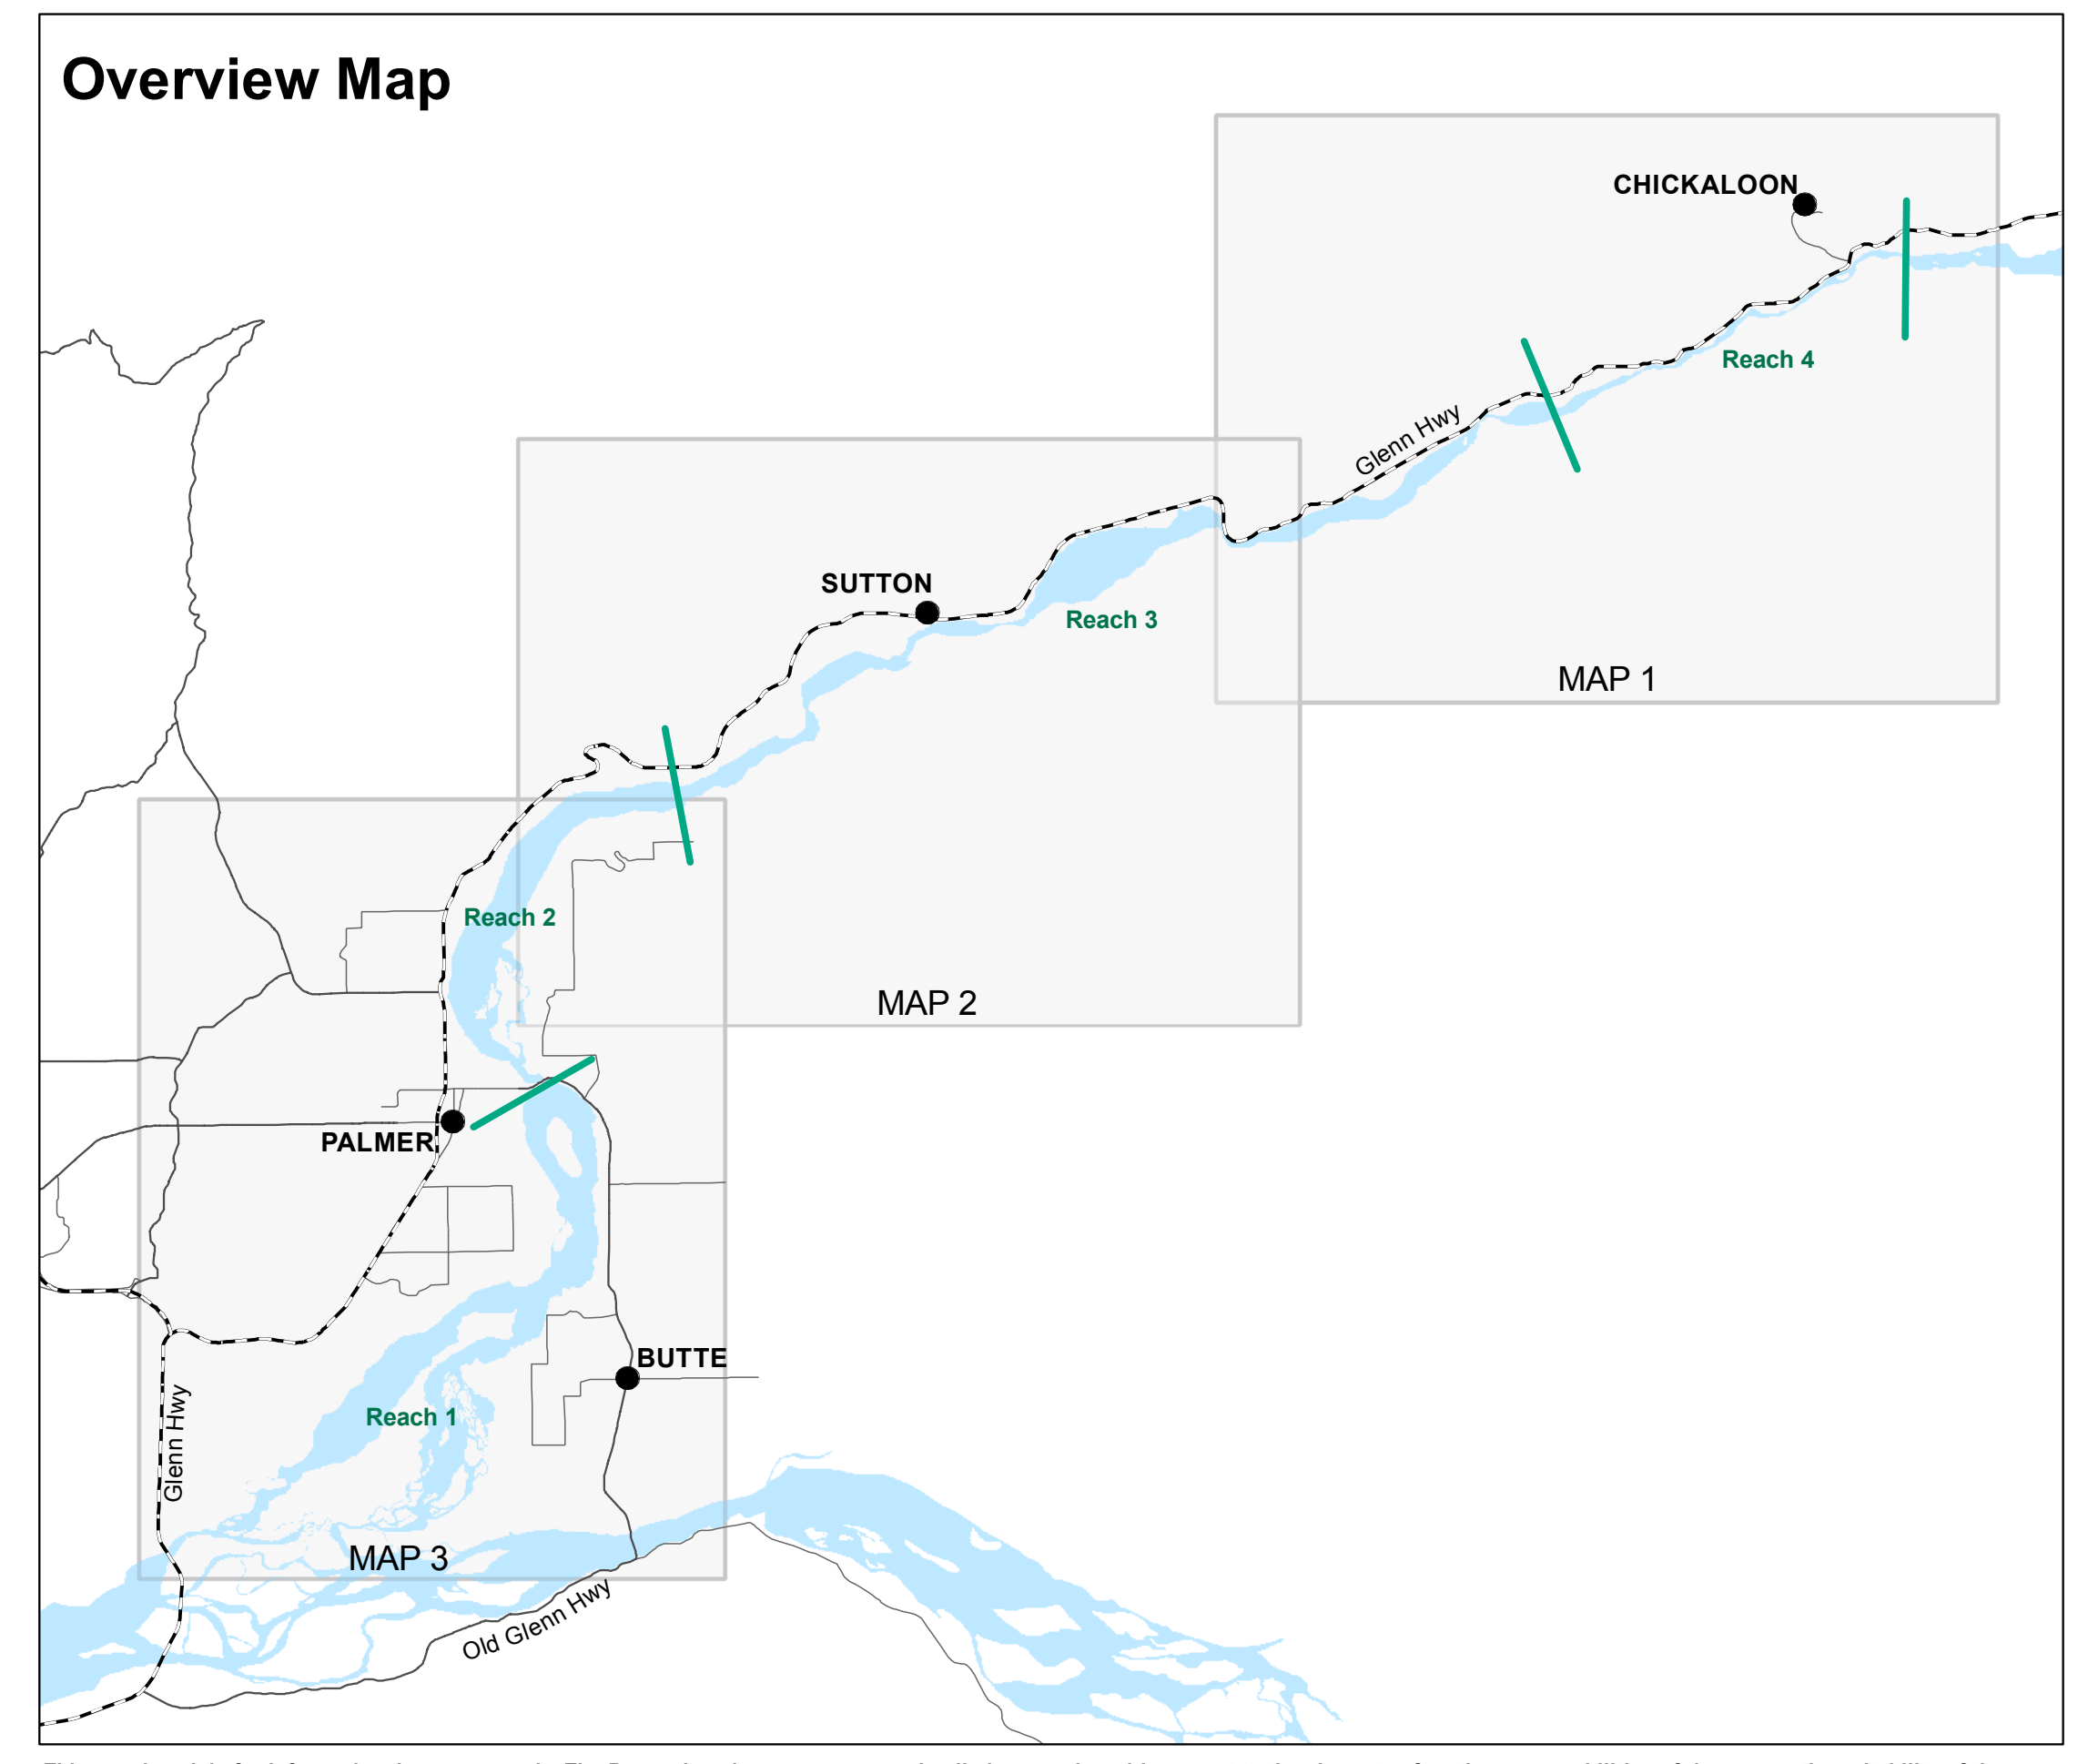 Overview Map
CHICKALOON
Reach 4
Glenn Hwy
SUTTON
Reach 3
MAP 1
Reach 2
MAP 2
PALMER
BUTTE
Reach 1
Glenn Hwy
MAP 3
Old Glenn Hwy